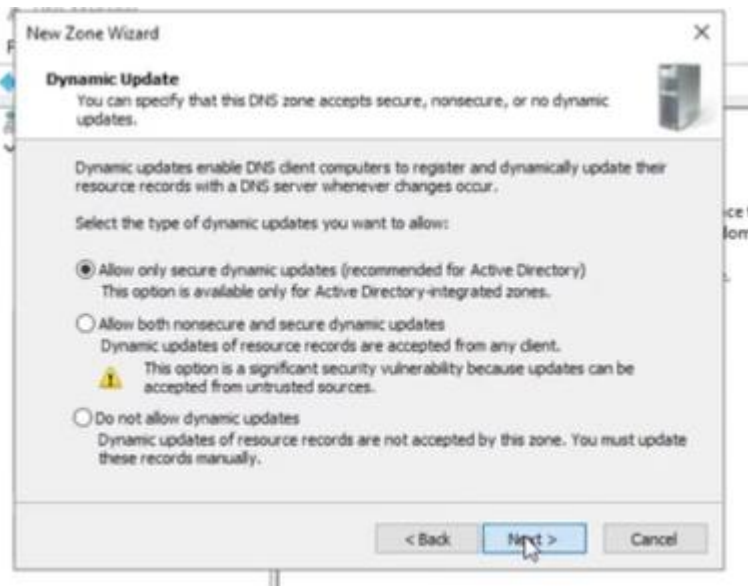 New Zone Wizard
Dynamic Update
You can specify that this DNS zone accepts secure, nonsecure, or no dynamic
updates.
Dynamic updates enable DNS client computers to register and dynamically update their
resource records with a DNS server whenever changes occur.
Select the type of dynamic updates you want to allow:
Allow only secure dynamic updates (recommended for Active Directory)
This option is available only for Active Directory-integrated zones.
Allow both nonsecure and secure dynamic updates
Dynamic updates of resource records are accepted from any client.
This option is a significant security vulnerability because updates can be
accepted from untrusted sources.
Do not allow dynamic updates
Dynamic updates of resource records are not accepted by this zone. You must update
these records manually.
< Back Next > Cancel